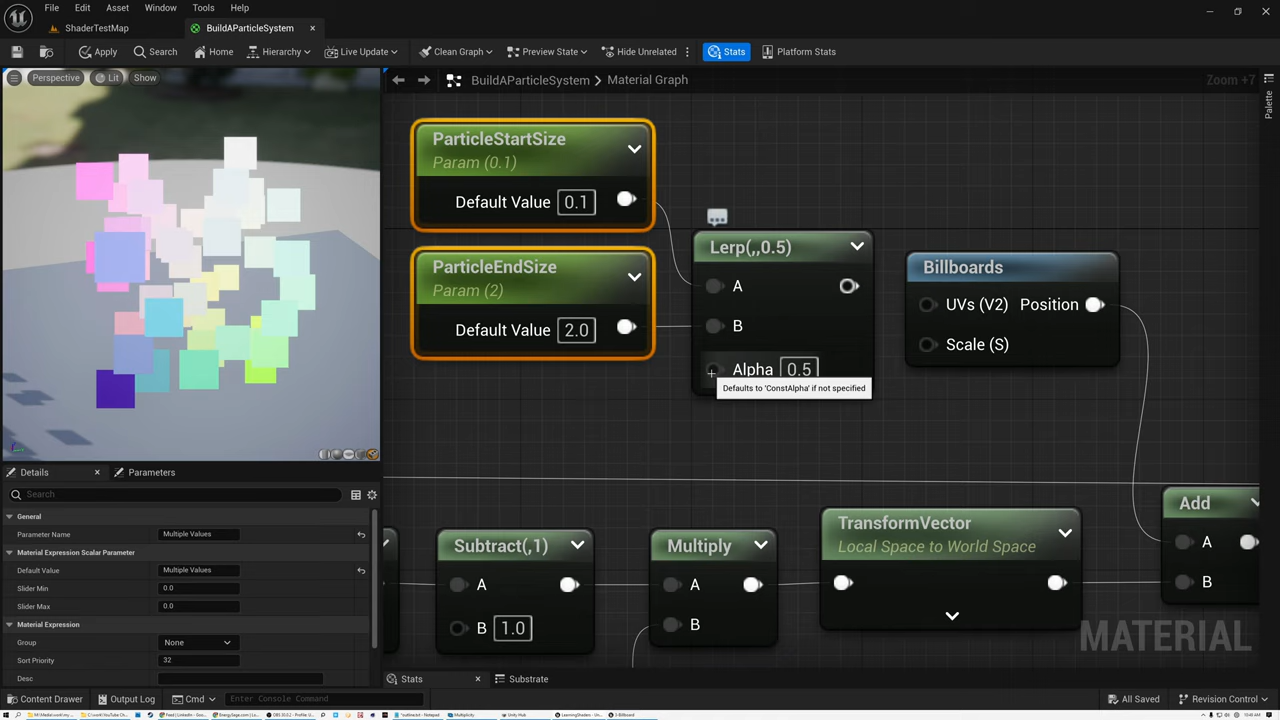 File Edit Asset Window Tools Help
ShaderTestMap BuildAParticleSystem
Apply Search Home Hierarchy Live Update Clean Graph Preview State Hide Unrelated Stats Platform Stats
Perspective Lit Show
BuildAParticleSystem > Material Graph
Zoom +7
Palette
ParticleStartSize
Param (0.1)
Default Value 0.1
ParticleEndSize
Param (2)
Default Value 2.0
Lerp(,,0.5)
A
B
Alpha 0.5
Defaults to 'ConstAlpha' if not specified
Billboards
UVs (V2) Position
Scale (S)
Subtract(,1)
A
B 1.0
Multiply
A
B
TransformVector
Local Space to World Space
Add
A
B
MATERIAL
Details Parameters
Search
General
Parameter Name Multiple Values
Material Expression Scalar Parameter
Default Value Multiple Values
Slider Min 0.0
Slider Max 0.0
Material Expression
Group None
Sort Priority 32
Desc
Stats Substrate
Content Drawer Output Log Cmd Enter Console Command
All Saved Revision Control